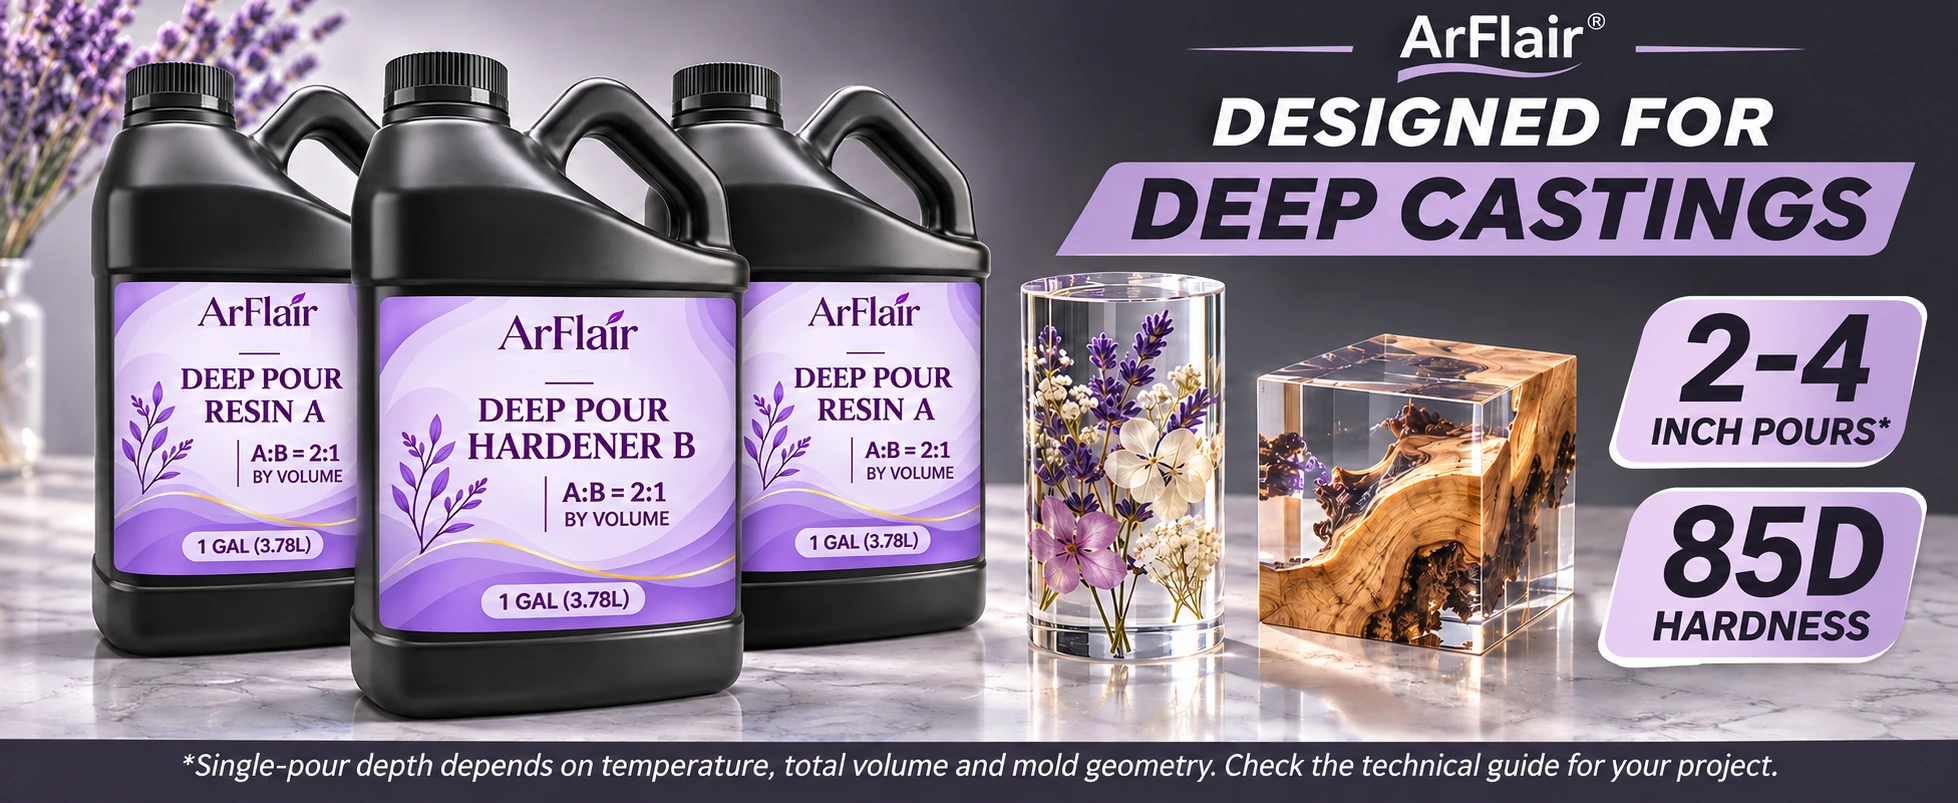 ArFlair®
DESIGNED FOR
DEEP CASTINGS
2-4
INCH POURS*
85D
HARDNESS
ArFlair
DEEP POUR
RESIN A
A:B = 2:1
BY VOLUME
1 GAL (3.78L)
ArFlair
DEEP POUR
HARDENER B
A:B = 2:1
BY VOLUME
1 GAL (3.78L)
ArFlair
DEEP POUR
RESIN A
A:B = 2:1
BY VOLUME
1 GAL (3.78L)
*Single-pour depth depends on temperature, total volume and mold geometry. Check the technical guide for your project.